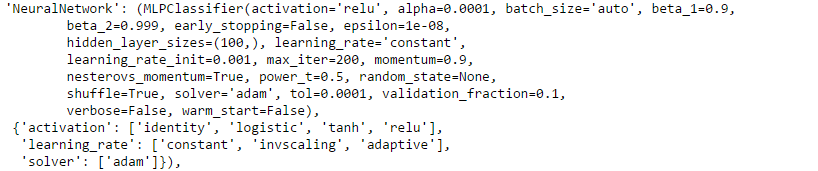 'NeuralNetwork': (MLPClassifier(activation='relu', alpha=0.0001, batch_size='auto', beta_1=0.9,
beta_2=0.999, early_stopping=False, epsilon=1e-08,
hidden_layer_sizes=(100,), learning_rate='constant',
learning_rate_init=0.001, max_iter=200, momentum=0.9,
nesterovs_momentum=True, power_t=0.5, random_state=None,
shuffle=True, solver='adam', tol=0.0001, validation_fraction=0.1,
verbose=False, warm_start=False),
{'activation': ['identity', 'logistic', 'tanh', 'relu'],
'learning_rate': ['constant', 'invscaling', 'adaptive'],
'solver': ['adam']}),